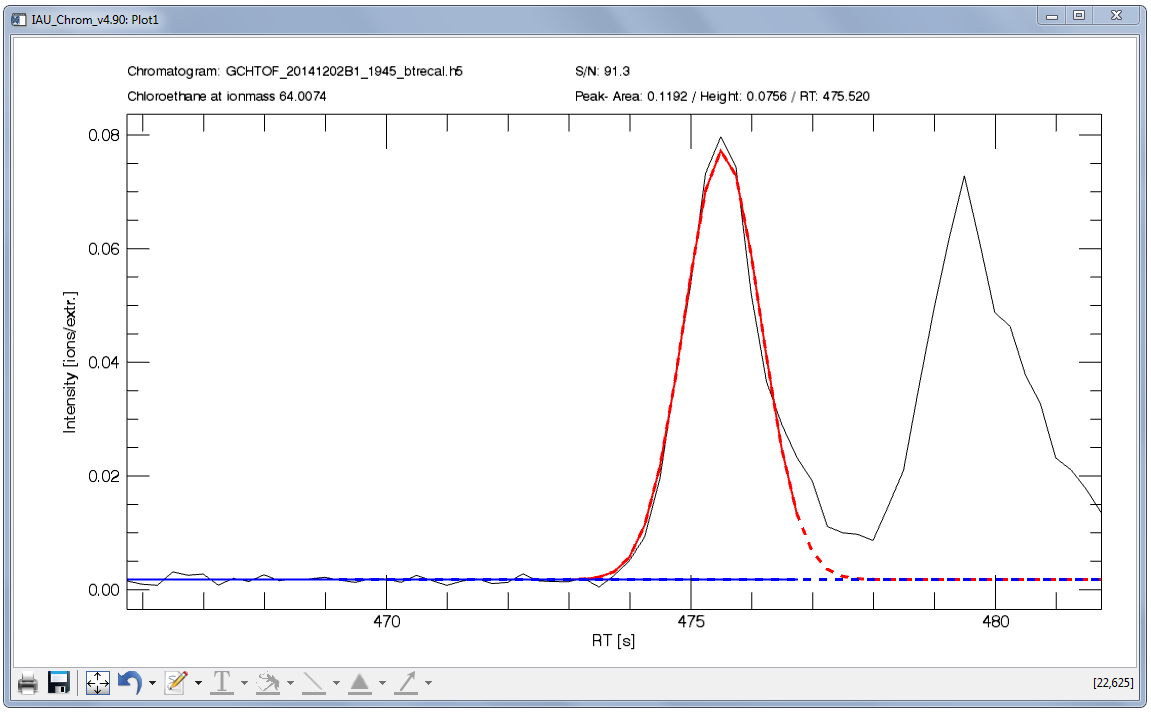 IAU_Chrom_v4.90: Plot1
Chromatogram: GCHTOF_20141202B1_1945_btrecal.h5
S/N: 91.3
Chloroethane at ionmass 64.0074
Peak- Area: 0.1192 / Height: 0.0756 / RT: 475.520
0.08
0.06
0.04
0.02
0.00
Intensity [ions/extr.]
470
475
480
RT [s]
T
[22,625]